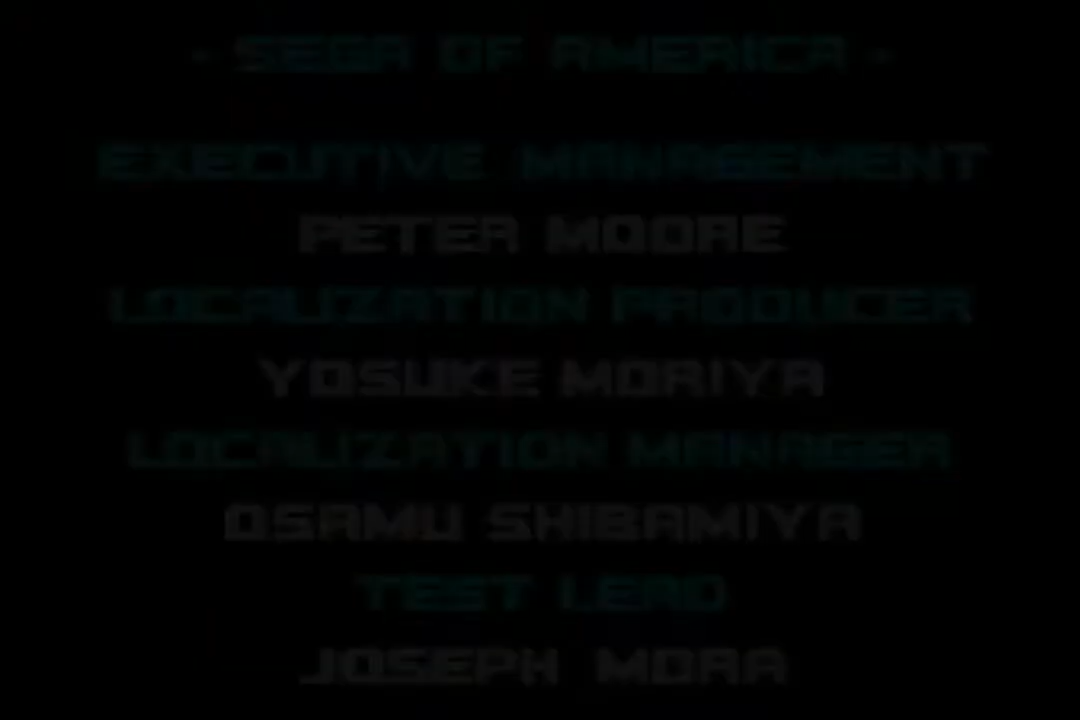 - SEGA OF AMERICA -
EXECUTIVE MANAGEMENT
PETER MOORE
LOCALIZATION PRODUCER
YOSUKE MORIYA
LOCALIZATION MANAGER
OSAMU SHIBAMIYA
TEST LEAD
JOSEPH MORA